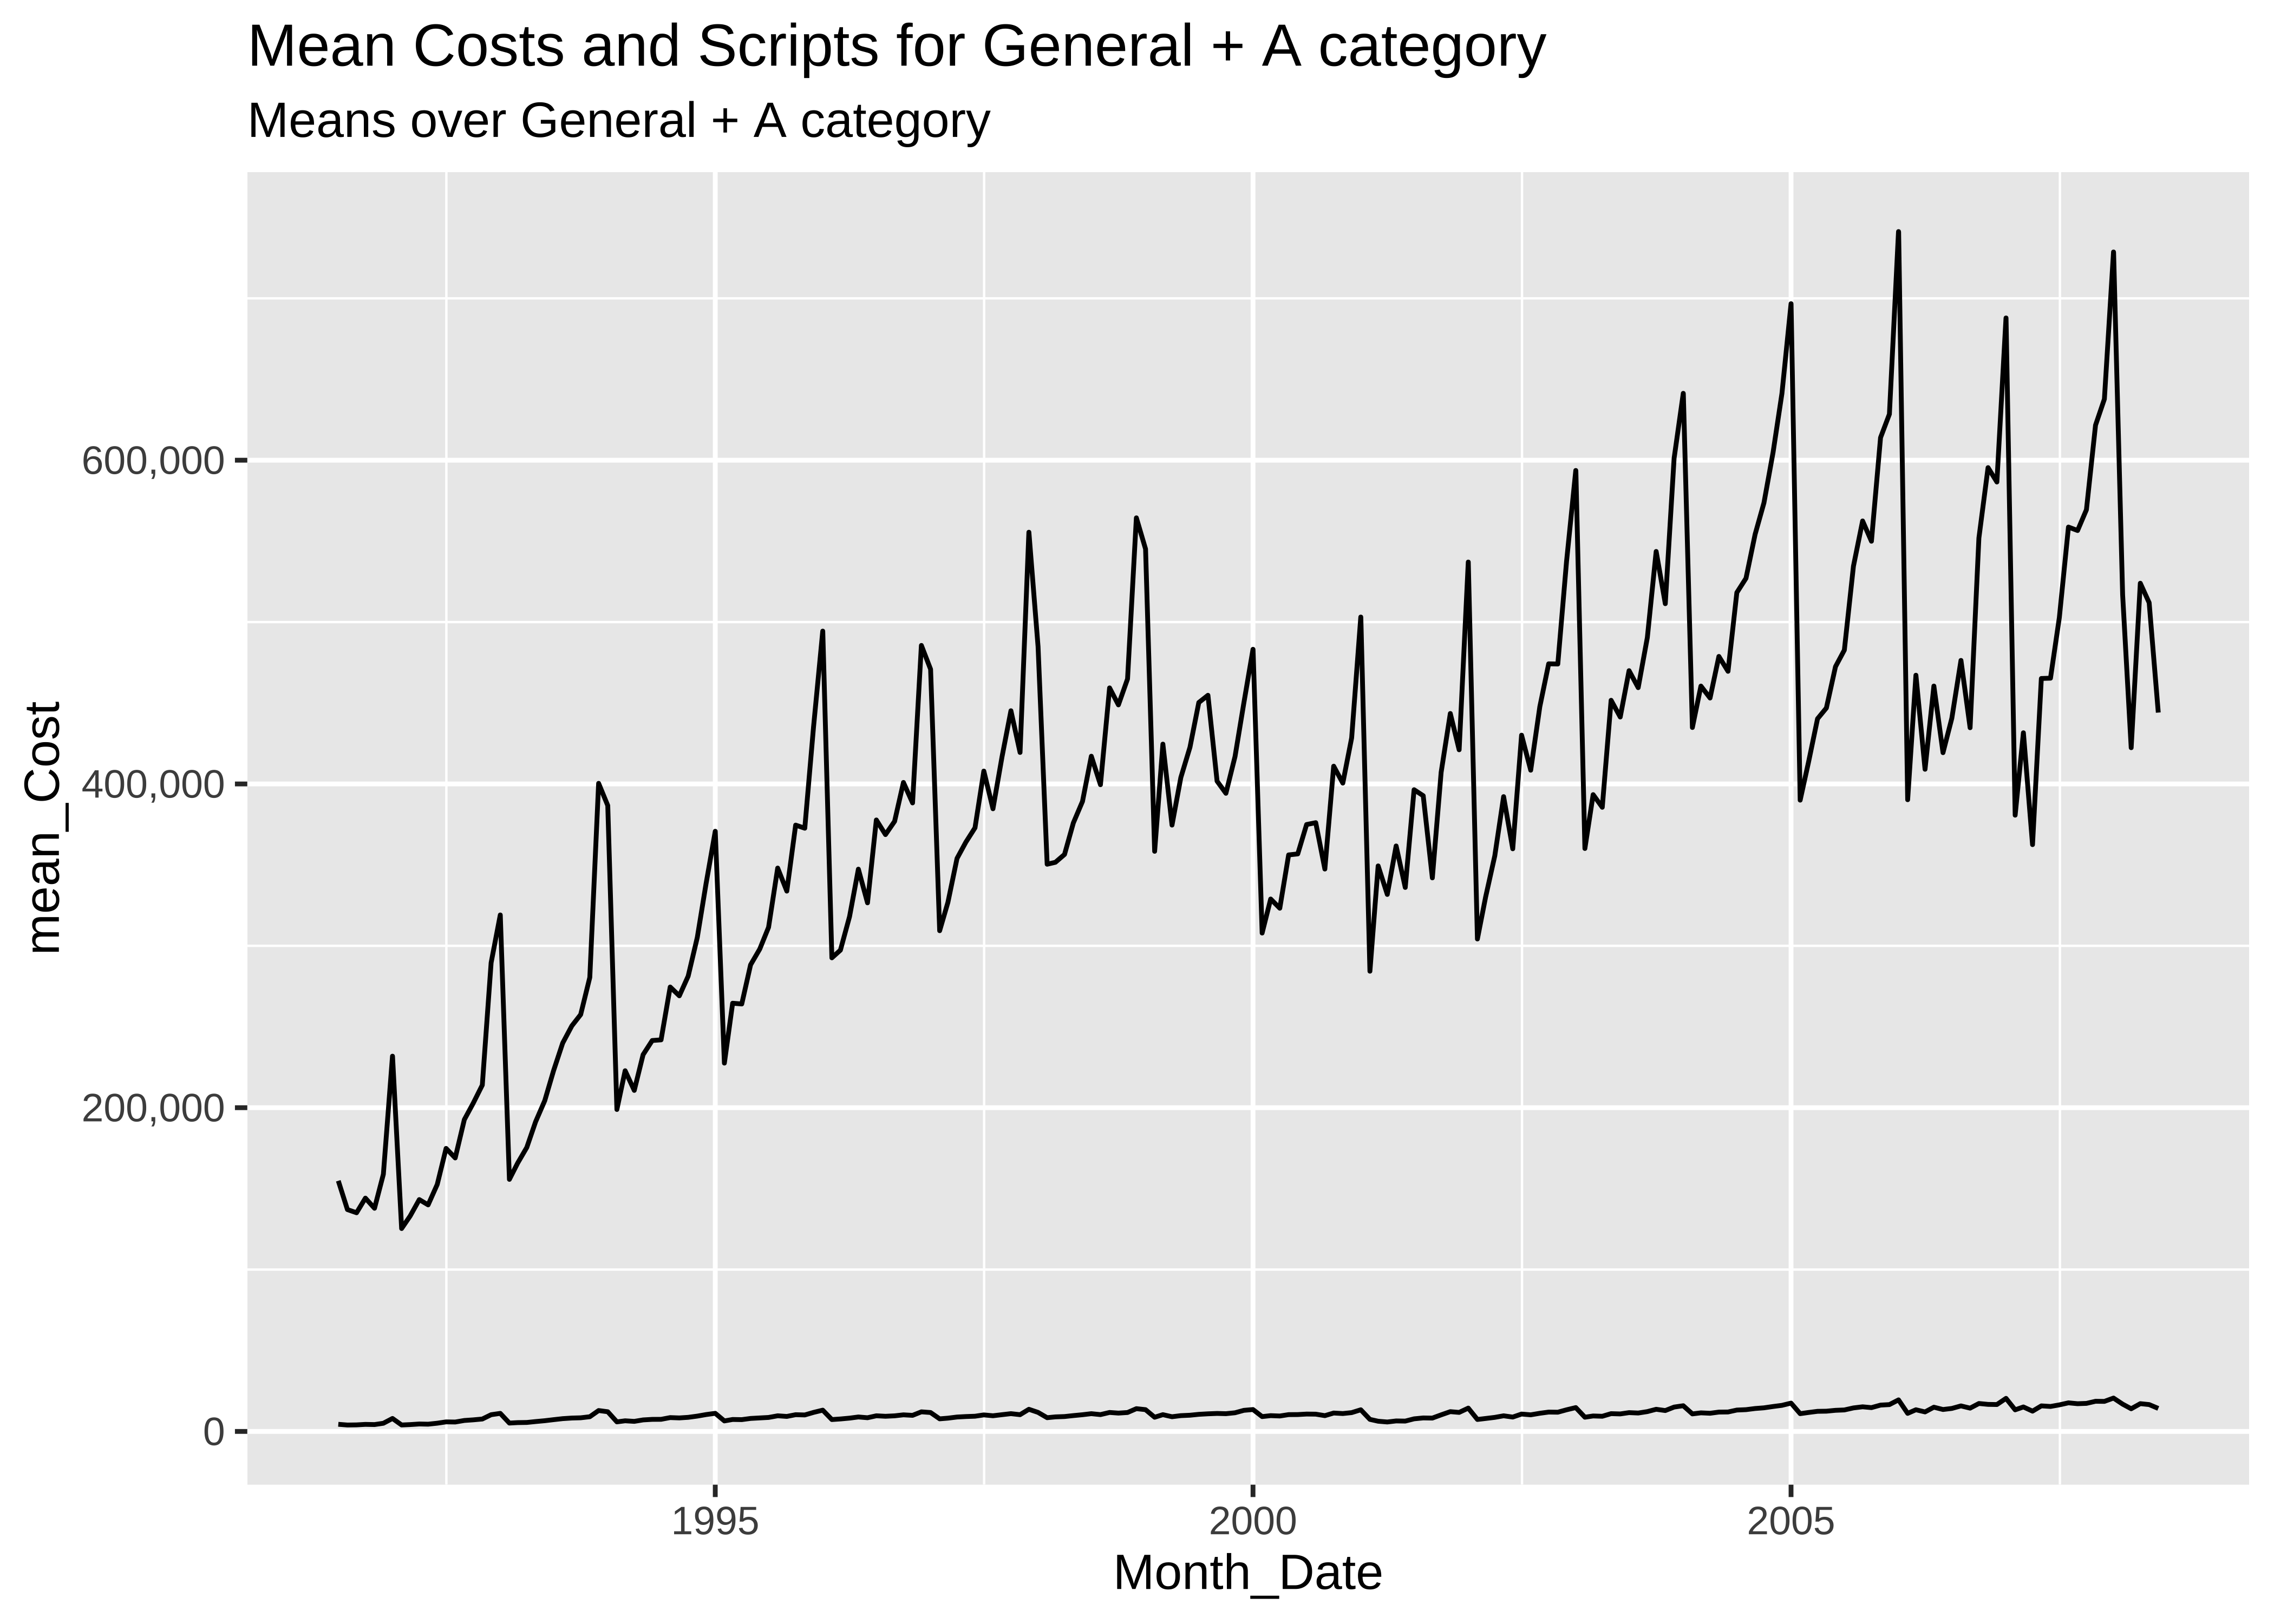 Mean Costs and Scripts for General + A category
Means over General + A category
mean_Cost
600,000
400,000
200,000
0
1995
2000
2005
Month_Date